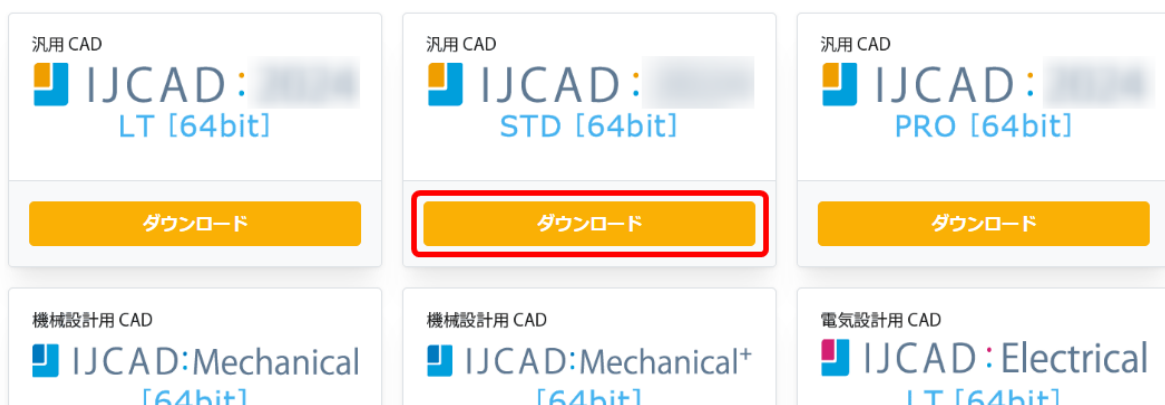 汎用 CAD
IJCAD:
LT [64bit]
ダウンロード
汎用 CAD
IJCAD:
STD [64bit]
ダウンロード
汎用 CAD
IJCAD:
PRO [64bit]
ダウンロード
機械設計用 CAD
IJCAD:Mechanical
[64bit]
機械設計用 CAD
IJCAD:Mechanical+
[64bit]
電気設計用 CAD
IJCAD:Electrical
LT [64bit]